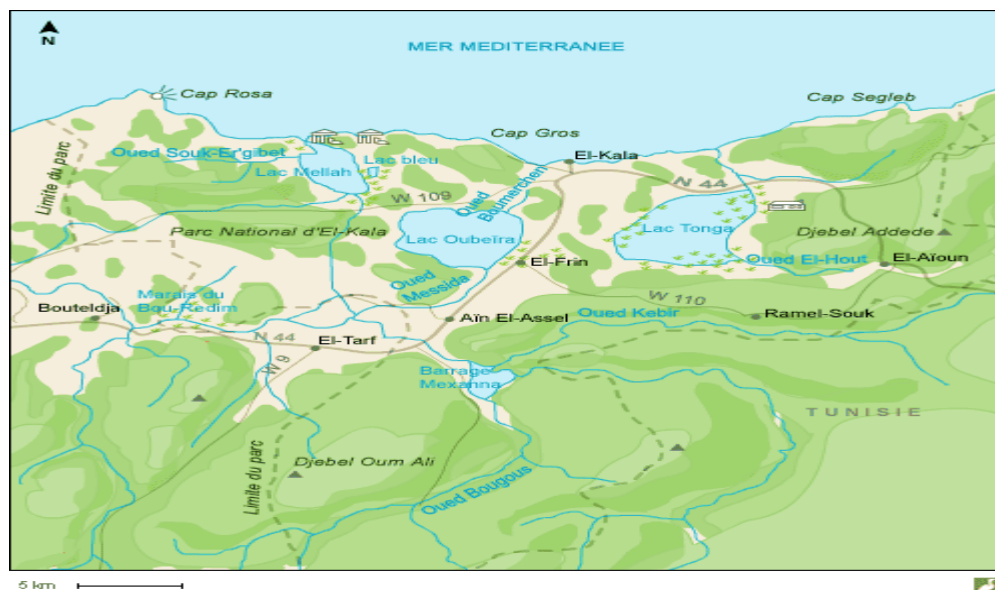 N
MER MEDITERRANEE
Cap Rosa
Cap Segleb
Cap Gros
Oued Souk-Er'gibet
El-Kala
Lac bleu
Lac Mellah
Limite du parc
W 109
Oued
Boumerchen
N 44
Parc National d'El-Kala
Lac Oubeïra
Lac Tonga
Djebel Addede
El-Frin
Oued El-Hout
El-Aïoun
Oued
Messida
Marais du
Bou-Redim
Bouteldja
W 110
Aïn El-Assel
Oued Kebir
Ramel-Souk
N 44
El-Tarf
W 9
Barrage
Mexanna
TUNISIE
Djebel Oum Ali
Limite du parc
Oued Bougous
5 km